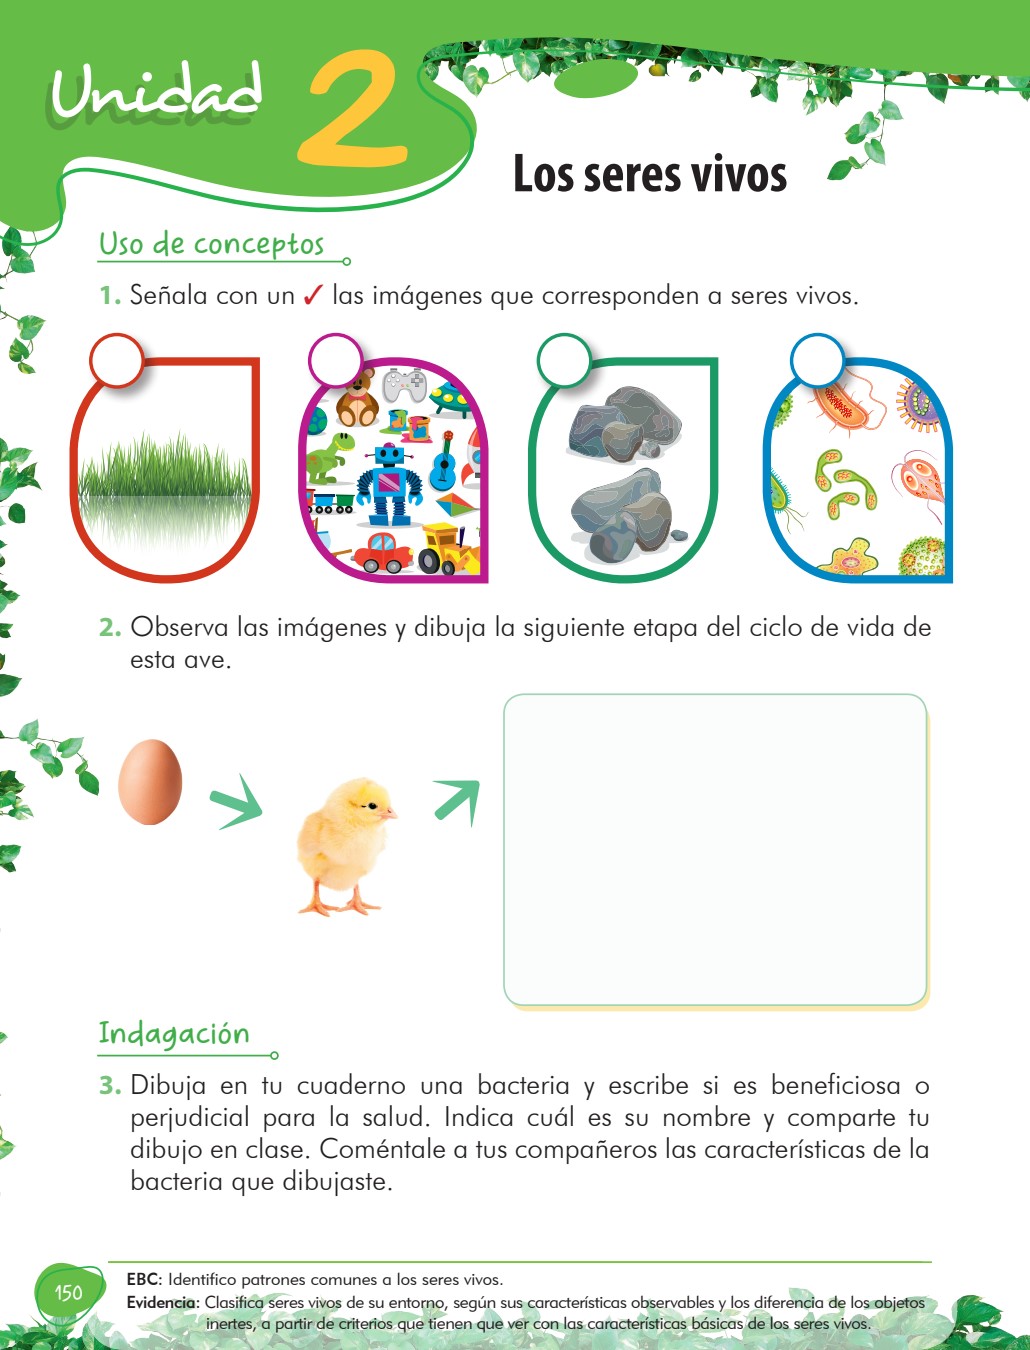 Unidad 2
Los seres vivos
Uso de conceptos
1. Señala con un ✓ las imágenes que corresponden a seres vivos.
2. Observa las imágenes y dibuja la siguiente etapa del ciclo de vida de
esta ave.
Indagación
3. Dibuja en tu cuaderno una bacteria y escribe si es beneficiosa o
perjudicial para la salud. Indica cuál es su nombre y comparte tu
dibujo en clase. Coméntale a tus compañeros las características de la
bacteria que dibujaste.
150
EBC: Identifico patrones comunes a los seres vivos.
Evidencia: Clasifica seres vivos de su entorno, según sus características observables y los diferencia de los objetos
inertes, a partir de criterios que tienen que ver con las características básicas de los seres vivos.